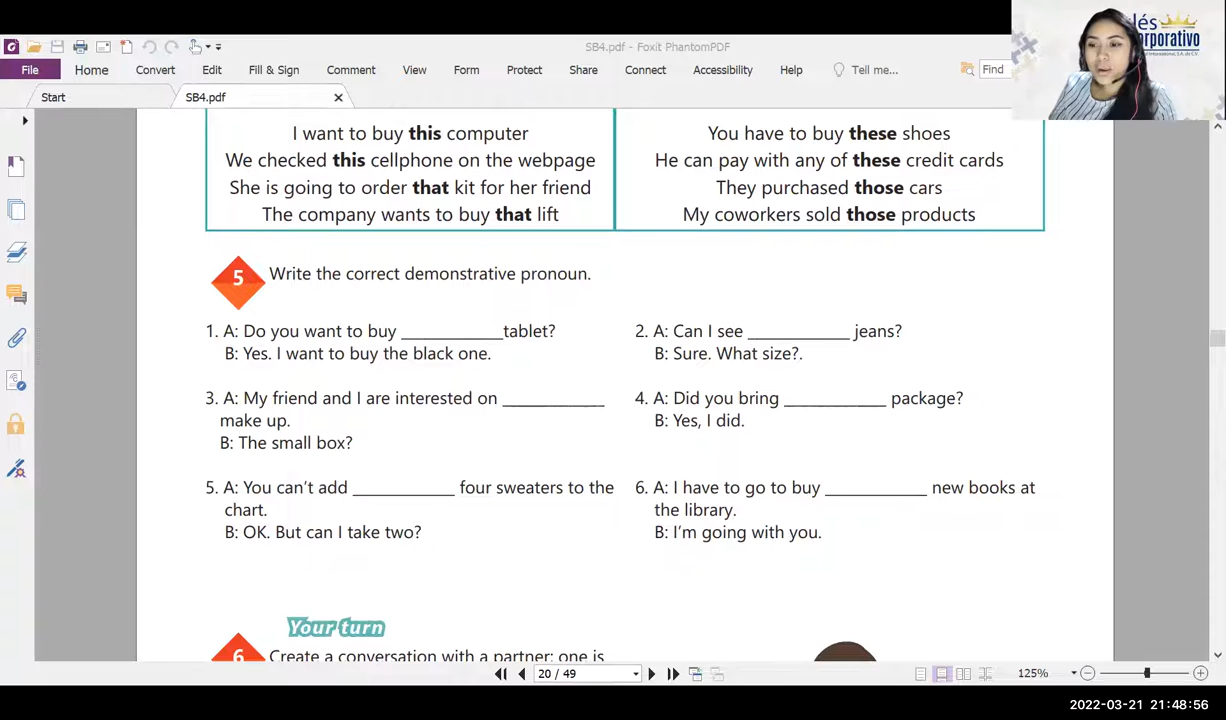 SB4.pdf - Foxit PhantomPDF
File Home Convert Edit Fill & Sign Comment View Form Protect Share Connect Accessibility Help Tell me... Find
Start SB4.pdf
I want to buy this computer
We checked this cellphone on the webpage
She is going to order that kit for her friend
The company wants to buy that lift
You have to buy these shoes
He can pay with any of these credit cards
They purchased those cars
My coworkers sold those products
5 Write the correct demonstrative pronoun.
1. A: Do you want to buy ___________tablet?
B: Yes. I want to buy the black one.
2. A: Can I see ___________ jeans?
B: Sure. What size?.
3. A: My friend and I are interested on ___________
make up.
B: The small box?
4. A: Did you bring ___________ package?
B: Yes, I did.
5. A: You can't add ___________ four sweaters to the
chart.
B: OK. But can I take two?
6. A: I have to go to buy ___________ new books at
the library.
B: I'm going with you.
Your turn
6 Create a conversation with a partner; one is
20 / 49
125%
2022-03-21 21:48:56